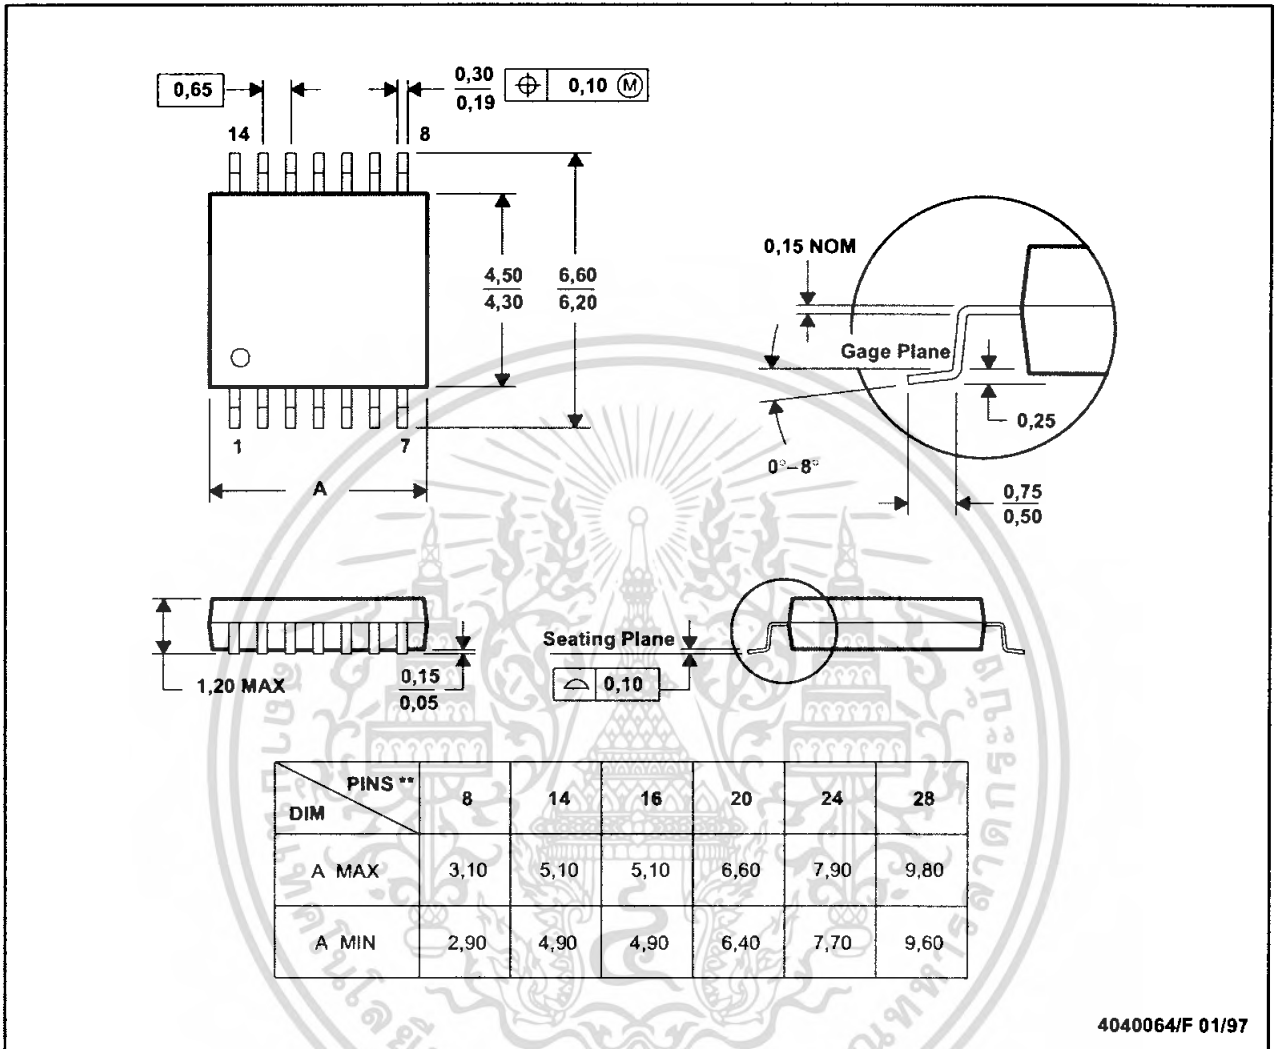 0,65
0,30
0,19
0,10 M
14
8
4,50
4,30
6,60
6,20
1
7
A
0,15 NOM
Gage Plane
0,25
0°–8°
0,75
0,50
1,20 MAX
0,15
0,05
Seating Plane
0,10
PINS **
DIM
8 14 16 20 24 28
A MAX 3,10 5,10 5,10 6,60 7,90 9,80
A MIN 2,90 4,90 4,90 6,40 7,70 9,60
4040064/F 01/97